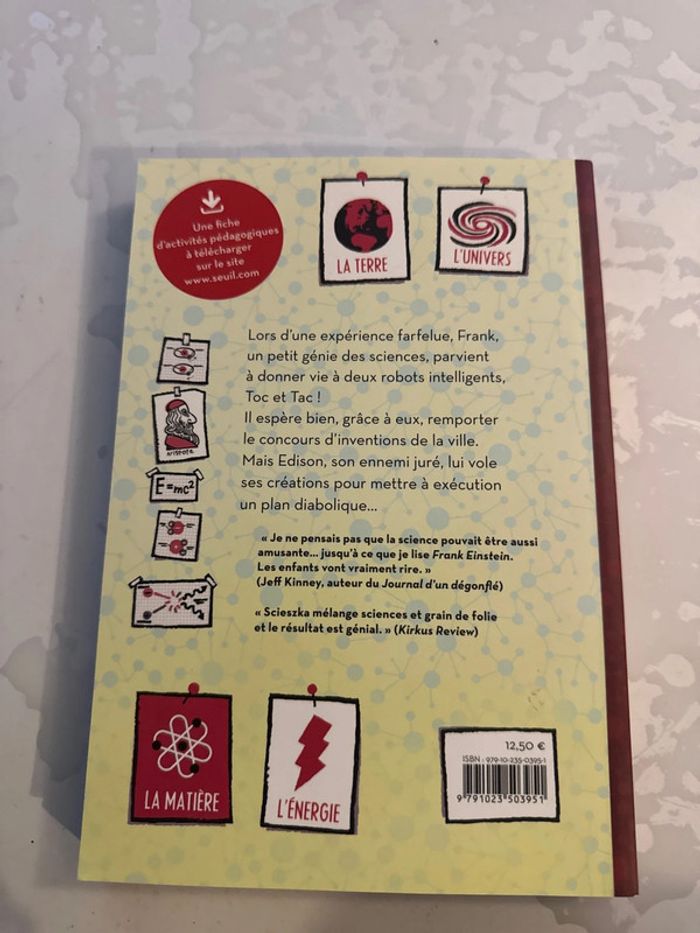 Une fiche
d'activités pédagogiques
à télécharger
sur le site
www.seuil.com
LA TERRE
L'UNIVERS
Lors d'une expérience farfelue, Frank,
un petit génie des sciences, parvient
à donner vie à deux robots intelligents,
Toc et Tac !
Il espère bien, grâce à eux, remporter
le concours d'inventions de la ville.
Mais Edison, son ennemi juré, lui vole
ses créations pour mettre à exécution
un plan diabolique...
ARISTOTE
E=mc²
« Je ne pensais pas que la science pouvait être aussi
amusante... jusqu'à ce que je lise Frank Einstein.
Les enfants vont vraiment rire. »
(Jeff Kinney, auteur du Journal d'un dégonflé)
« Scieszka mélange sciences et grain de folie
et le résultat est génial. » (Kirkus Review)
LA MATIÈRE
L'ÉNERGIE
12,50 €
ISBN : 979-10-235-0395-1
9 791023 503951